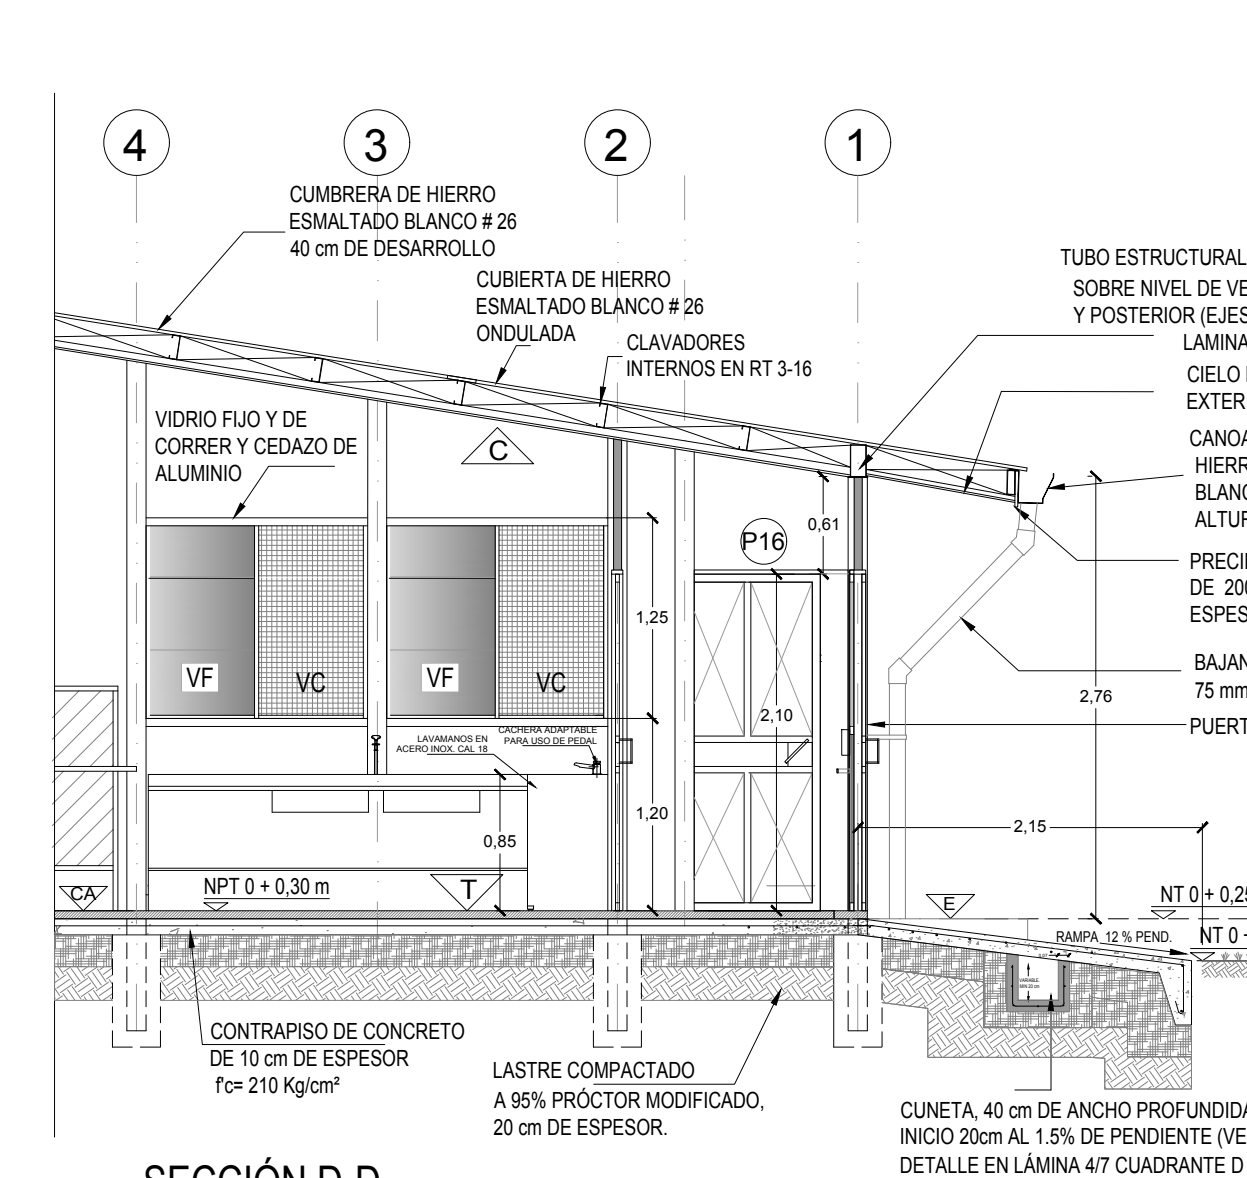 4
3
2
1
CUMBRERA DE HIERRO
ESMALTADO BLANCO # 26
40 cm DE DESARROLLO
CUBIERTA DE HIERRO
ESMALTADO BLANCO # 26
ONDULADA
CLAVADORES
INTERNOS EN RT 3-16
TUBO ESTRUCTURAL
SOBRE NIVEL DE VE
Y POSTERIOR (EJES
LAMINA
CIELO
EXTER
CANOA
HIERR
BLANC
ALTUR
PRECI
DE 200
ESPES
BAJAN
75 mm
PUERT
VIDRIO FIJO Y DE
CORRER Y CEDAZO DE
ALUMINIO
C
P16
0,61
1,25
VF
VC
VF
VC
2,10
2,76
LAVAMANOS EN
ACERO INOX. CAL 18
CACHERA ADAPTABLE
PARA USO DE PEDAL
1,20
0,85
2,15
CA
NPT 0 + 0,30 m
T
E
NT 0 + 0,25
RAMPA 12 % PEND.
NT 0 +
VARIABLE
MIN 20 cm
CONTRAPISO DE CONCRETO
DE 10 cm DE ESPESOR
f'c= 210 Kg/cm²
LASTRE COMPACTADO
A 95% PRÓCTOR MODIFICADO,
20 cm DE ESPESOR.
CUNETA, 40 cm DE ANCHO PROFUNDIDA
INICIO 20cm AL 1.5% DE PENDIENTE (VE
DETALLE EN LÁMINA 4/7 CUADRANTE D
SECCIÓN D-D